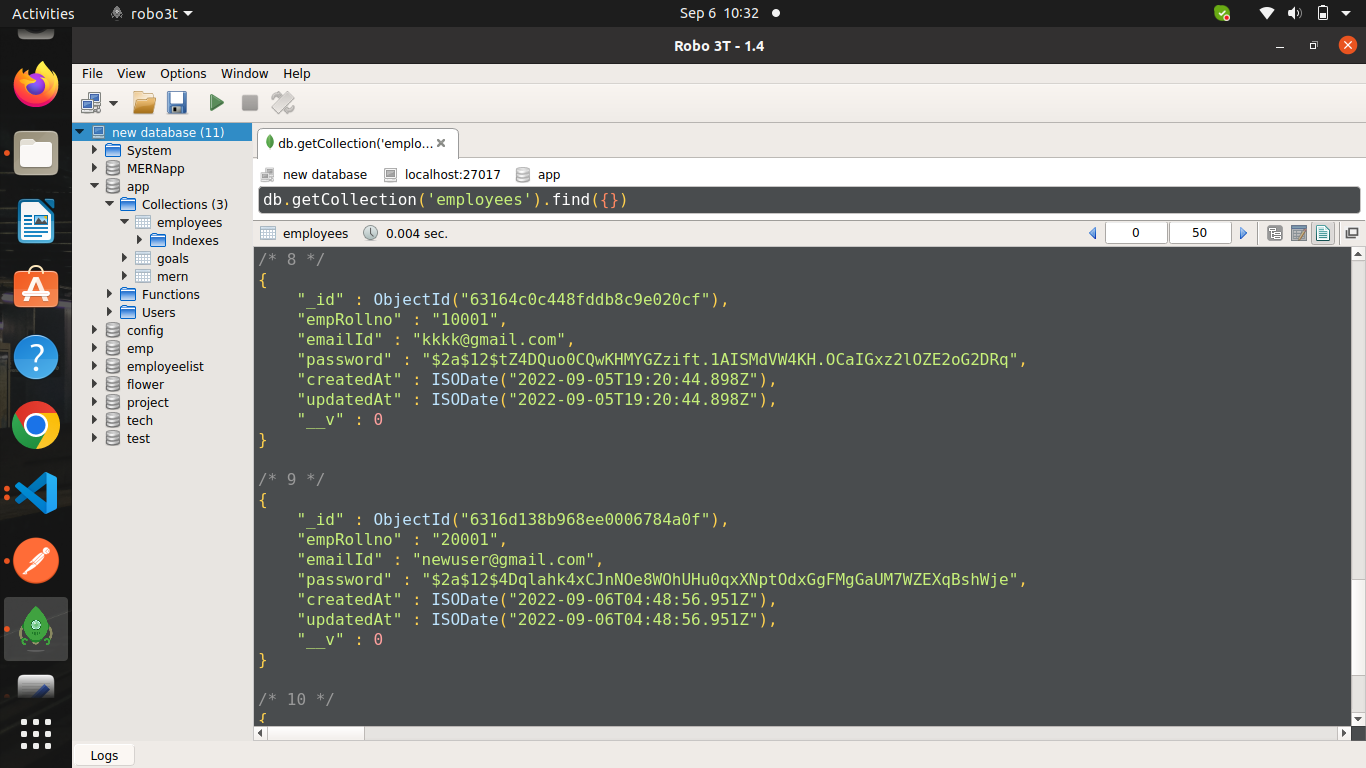 Activities robo3t Sep 6 10:32
Robo 3T - 1.4
File View Options Window Help
new database (11)
System
MERNapp
app
Collections (3)
employees
Indexes
goals
mern
Functions
Users
config
emp
employeelist
flower
project
tech
test
db.getCollection('emplo...
new database localhost:27017 app
db.getCollection('employees').find({})
employees 0.004 sec. 0 50
/* 8 */
{
"_id" : ObjectId("63164c0c448fddb8c9e020cf"),
"empRollno" : "10001",
"emailId" : "kkkk@gmail.com",
"password" : "$2a$12$tZ4DQuo0CQwKHMYGZzift.1AISMdVW4KH.OCaIGxz2lOZE2oG2DRq",
"createdAt" : ISODate("2022-09-05T19:20:44.898Z"),
"updatedAt" : ISODate("2022-09-05T19:20:44.898Z"),
"__v" : 0
}
/* 9 */
{
"_id" : ObjectId("6316d138b968ee0006784a0f"),
"empRollno" : "20001",
"emailId" : "newuser@gmail.com",
"password" : "$2a$12$4Dqlahk4xCJnNOe8WOhUHu0qxXNptOdxGgFMgGaUM7WZEXqBshWje",
"createdAt" : ISODate("2022-09-06T04:48:56.951Z"),
"updatedAt" : ISODate("2022-09-06T04:48:56.951Z"),
"__v" : 0
}
/* 10 */
{
Logs